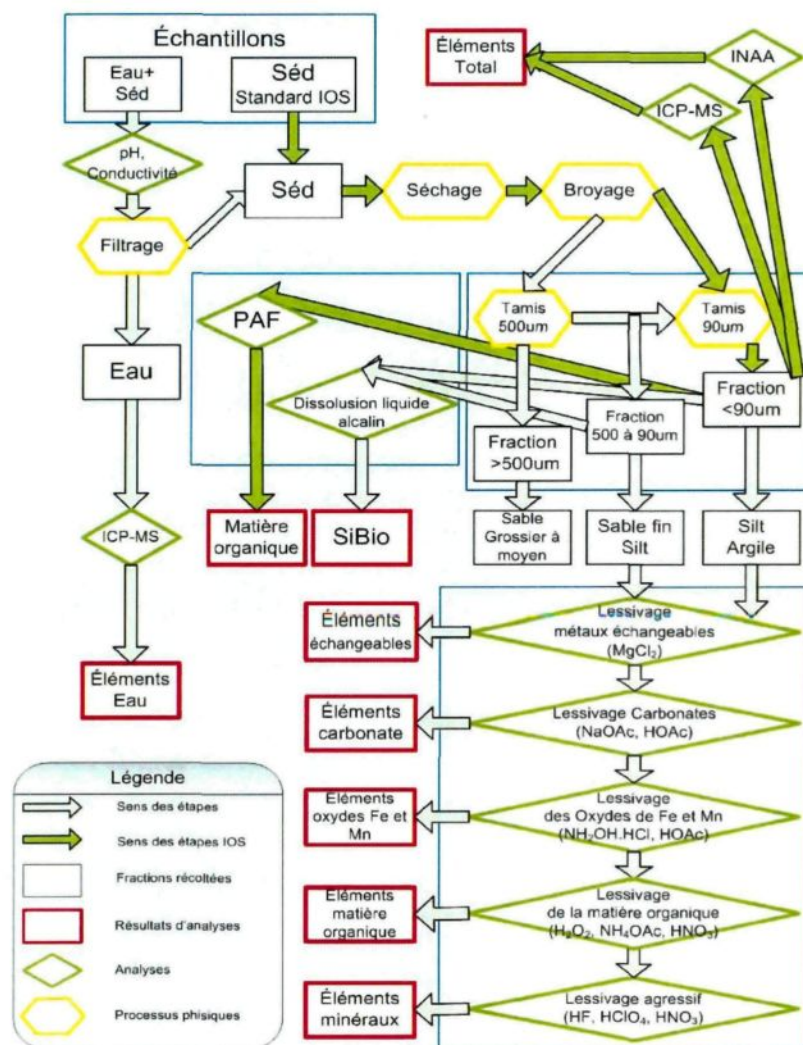 Échantillons
Eau+
Séd
Séd
Standard IOS
Éléments
Total
INAA
ICP-MS
pH,
Conductivité
Séd
Séchage
Broyage
Filtrage
PAF
Tamis
500um
Tamis
90um
Eau
Dissolusion liquide
alcalin
Fraction
>500um
Fraction
500 à 90um
Fraction
<90um
ICP-MS
Matière
organique
SiBio
Sable
Grossier à
moyen
Sable fin
Silt
Silt
Argile
Éléments
Eau
Éléments
échangeables
Lessivage
métaux échangeables
(MgCl₂)
Éléments
carbonate
Lessivage Carbonates
(NaOAc, HOAc)
Éléments
oxydes Fe et
Mn
Lessivage
des Oxydes de Fe et Mn
(NH₂OH.HCl, HOAc)
Éléments
matière
organique
Lessivage
de la matière organique
(H₂O₂, NH₄OAc, HNO₃)
Éléments
minéraux
Lessivage agressif
(HF, HClO₄, HNO₃)
Légende
Sens des étapes
Sens des étapes IOS
Fractions récoltées
Résultats d'analyses
Analyses
Processus phisiques